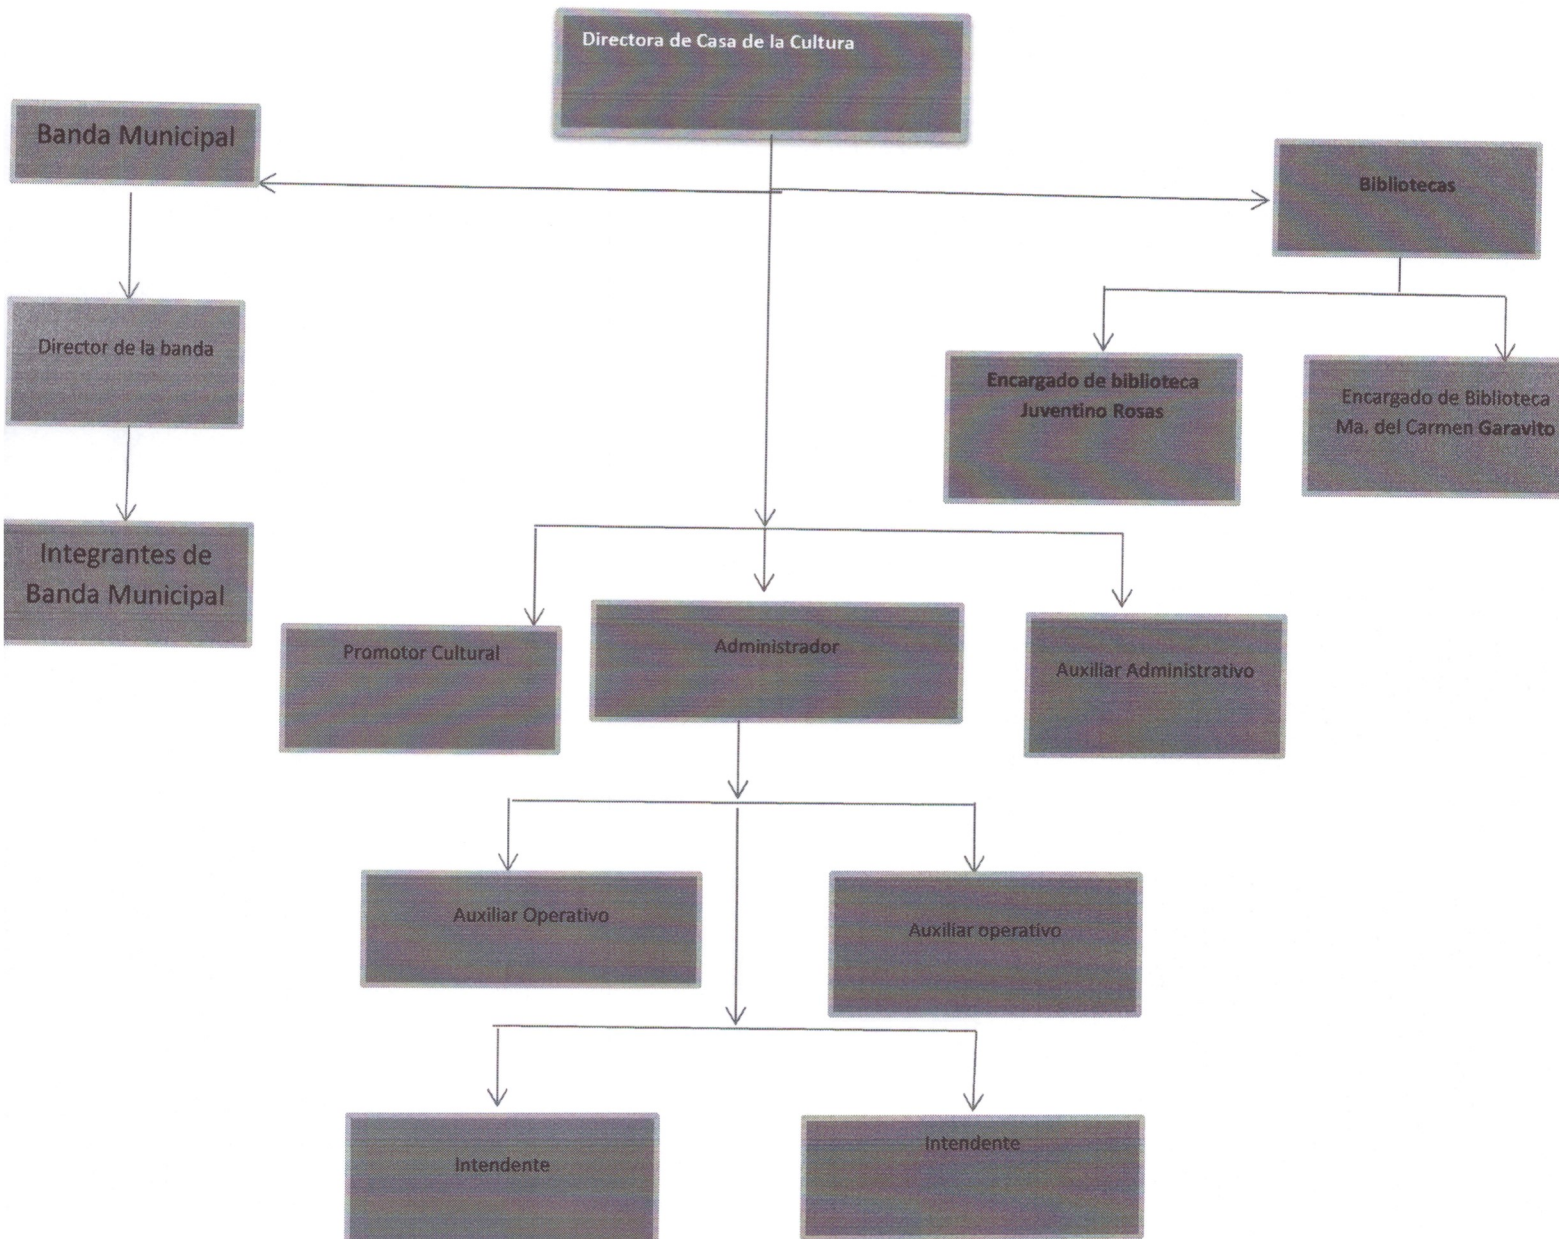 Directora de Casa de la Cultura
Banda Municipal
Bibliotecas
Director de la banda
Encargado de biblioteca
Juventino Rosas
Encargado de Biblioteca
Ma. del Carmen Garavito
Integrantes de
Banda Municipal
Promotor Cultural
Administrador
Auxiliar Administrativo
Auxiliar Operativo
Auxiliar operativo
Intendente
Intendente